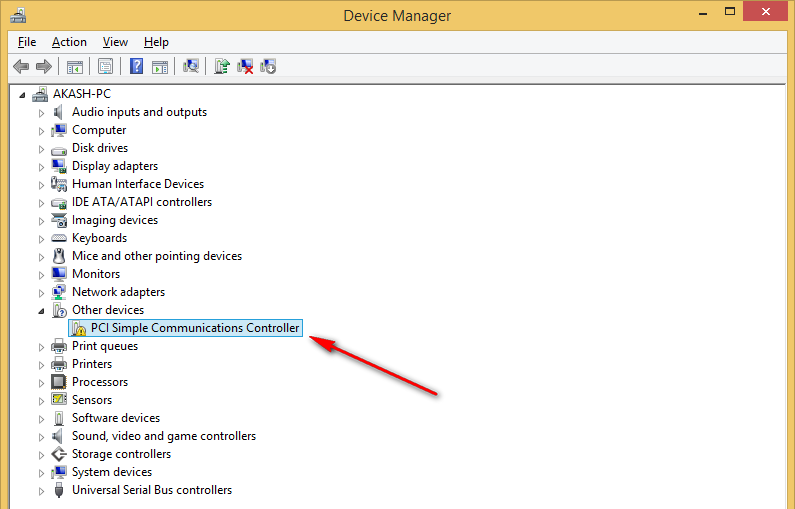 Device Manager
File Action View Help
AKASH-PC
Audio inputs and outputs
Computer
Disk drives
Display adapters
Human Interface Devices
IDE ATA/ATAPI controllers
Imaging devices
Keyboards
Mice and other pointing devices
Monitors
Network adapters
Other devices
PCI Simple Communications Controller
Print queues
Printers
Processors
Sensors
Software devices
Sound, video and game controllers
Storage controllers
System devices
Universal Serial Bus controllers